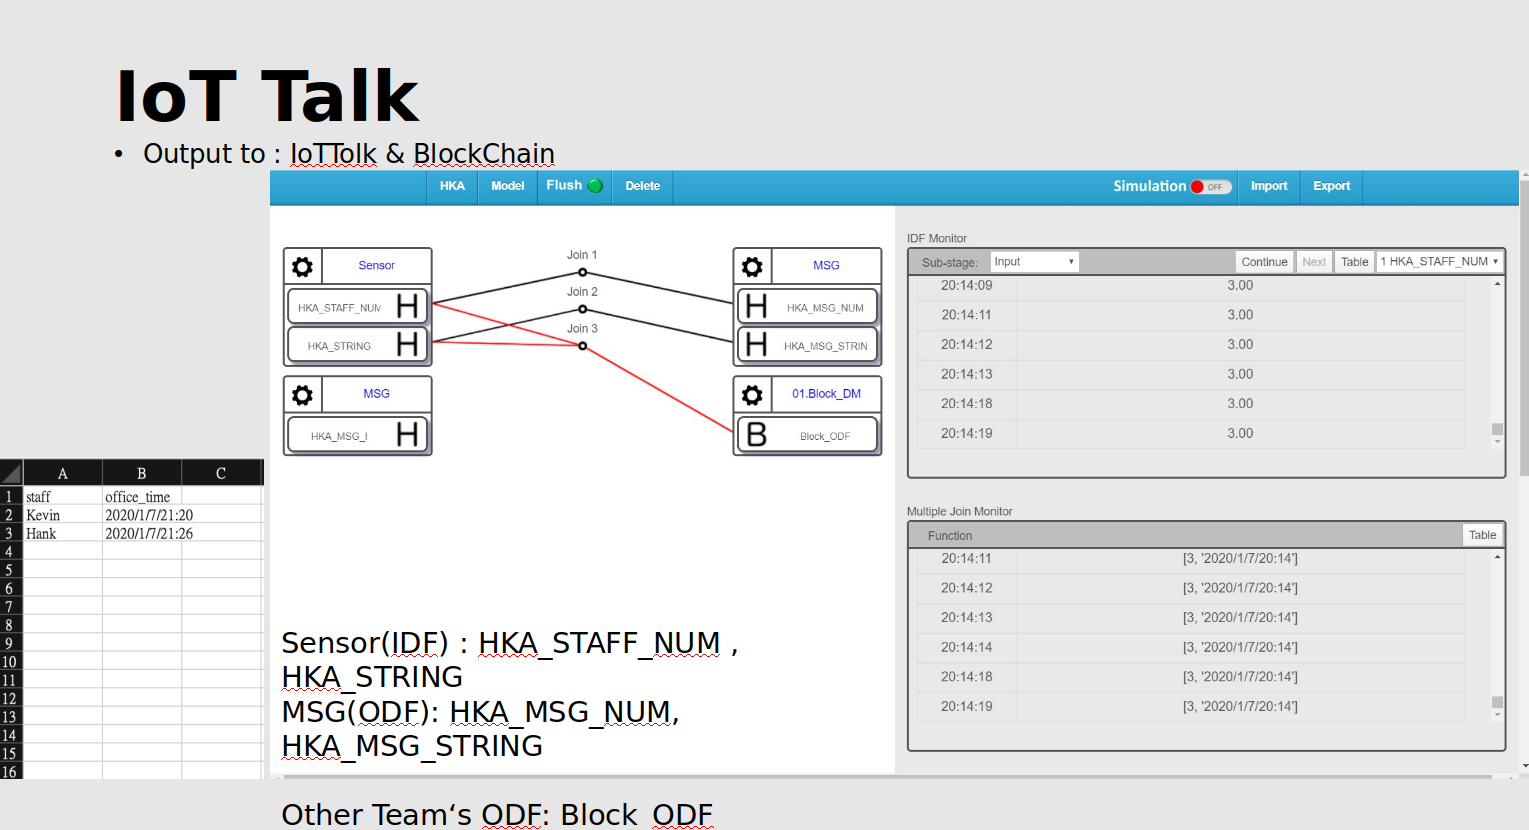 IoT Talk
• Output to : IoTTolk & BlockChain
HKA Model Flush Delete Simulation OFF Import Export
Join 1
Join 2
Join 3
Sensor
HKA_STAFF_NUM H
HKA_STRING H
MSG
HKA_MSG_I H
MSG
H HKA_MSG_NUM
H HKA_MSG_STRIN
01.Block_DM
B Block_ODF
IDF Monitor
Sub-stage: Input Continue Next Table 1 HKA_STAFF_NUM
20:14:09 3.00
20:14:11 3.00
20:14:12 3.00
20:14:13 3.00
20:14:18 3.00
20:14:19 3.00
Multiple Join Monitor
Function Table
20:14:11 [3, '2020/1/7/20:14']
20:14:12 [3, '2020/1/7/20:14']
20:14:13 [3, '2020/1/7/20:14']
20:14:14 [3, '2020/1/7/20:14']
20:14:18 [3, '2020/1/7/20:14']
20:14:19 [3, '2020/1/7/20:14']
A B C
1 staff office_time
2 Kevin 2020/1/7/21:20
3 Hank 2020/1/7/21:26
4
5
6
7
8
9
10
11
12
13
14
15
16
Sensor(IDF) : HKA_STAFF_NUM ,
HKA_STRING
MSG(ODF): HKA_MSG_NUM,
HKA_MSG_STRING
Other Team‘s ODF: Block_ODF